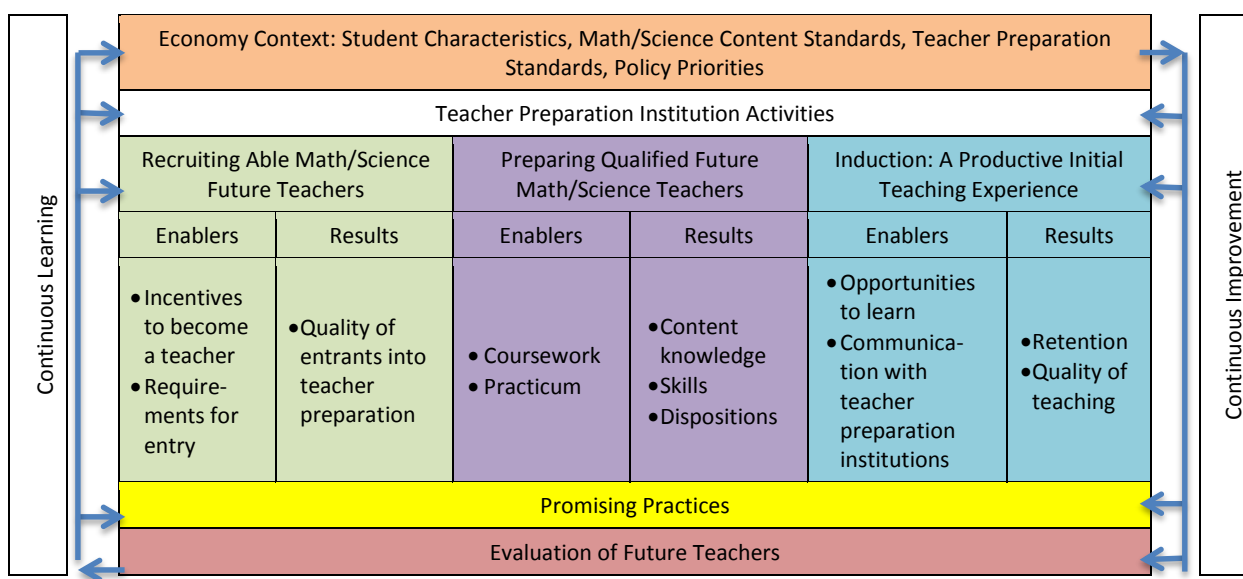 Continuous Learning
Economy Context: Student Characteristics, Math/Science Content Standards, Teacher Preparation
Standards, Policy Priorities
Teacher Preparation Institution Activities
Recruiting Able Math/Science
Future Teachers
Preparing Qualified Future
Math/Science Teachers
Induction: A Productive Initial
Teaching Experience
Enablers
Results
Enablers
Results
Enablers
Results
•Incentives
to become
a teacher
•Require-
ments for
entry
•Quality of
entrants into
teacher
preparation
• Coursework
• Practicum
•Content
knowledge
•Skills
•Dispositions
•Opportunities
to learn
•Communica-
tion with
teacher
preparation
institutions
•Retention
•Quality of
teaching
Promising Practices
Evaluation of Future Teachers
Continuous Improvement